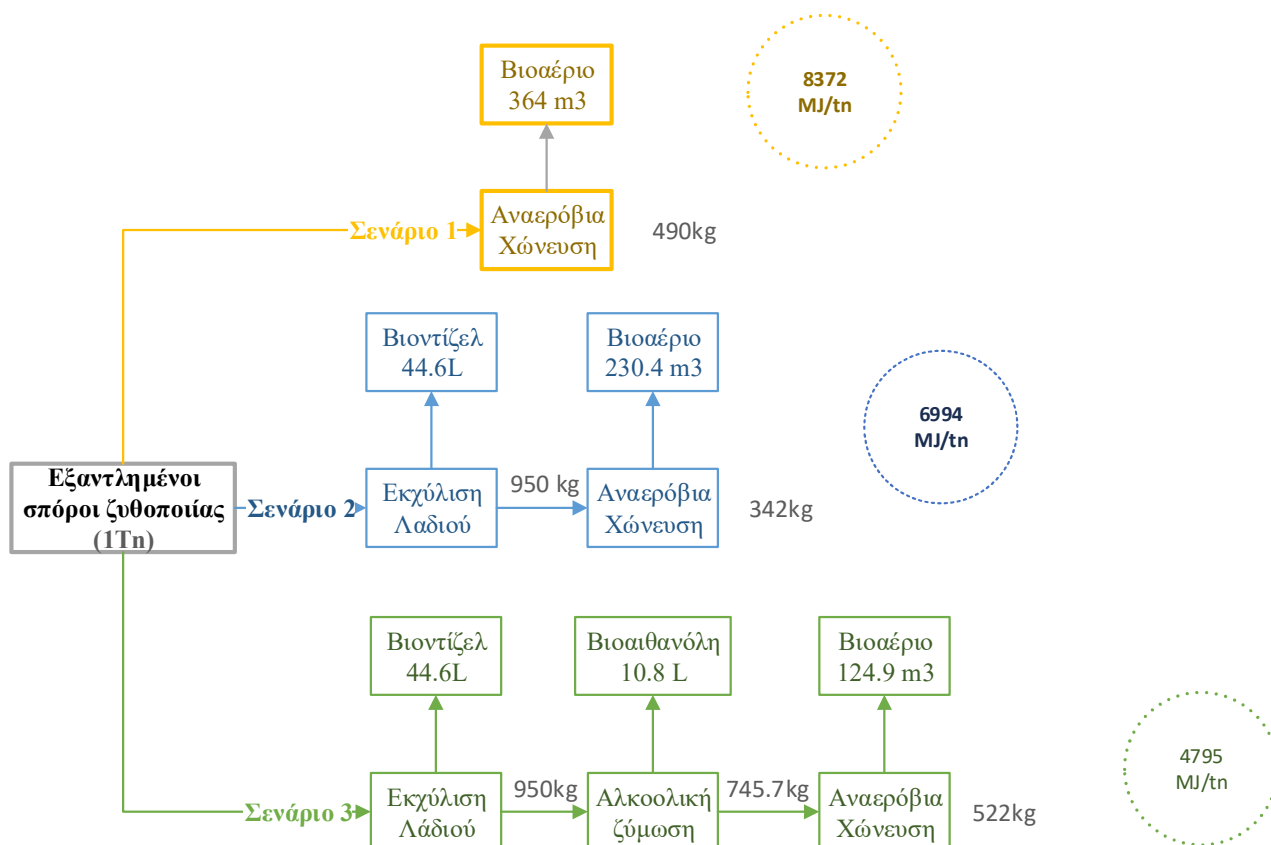 Βιοαέριο
364 m3
8372
MJ/tn
Σενάριο 1
Αναερόβια
Χώνευση
490kg
Βιοντίζελ
44.6L
Βιοαέριο
230.4 m3
6994
MJ/tn
Εξαντλημένοι
σπόροι ζυθοποιίας
(1Tn)
Σενάριο 2
Εκχύλιση
Λαδιού
950 kg
Αναερόβια
Χώνευση
342kg
Βιοντίζελ
44.6L
Βιοαιθανόλη
10.8 L
Βιοαέριο
124.9 m3
4795
MJ/tn
Σενάριο 3
Εκχύλιση
Λάδιού
950kg
Αλκοολική
ζύμωση
745.7kg
Αναερόβια
Χώνευση
522kg